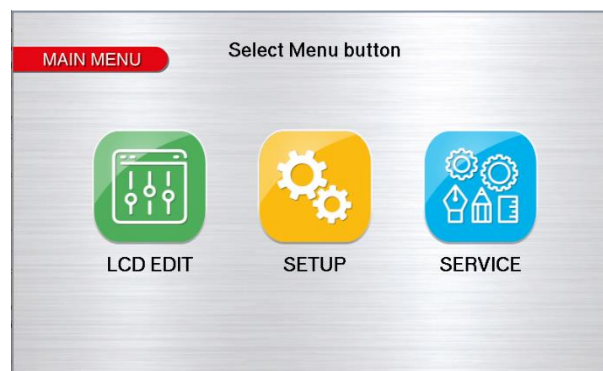 Select Menu button
MAIN MENU
LCD EDIT
SETUP
SERVICE